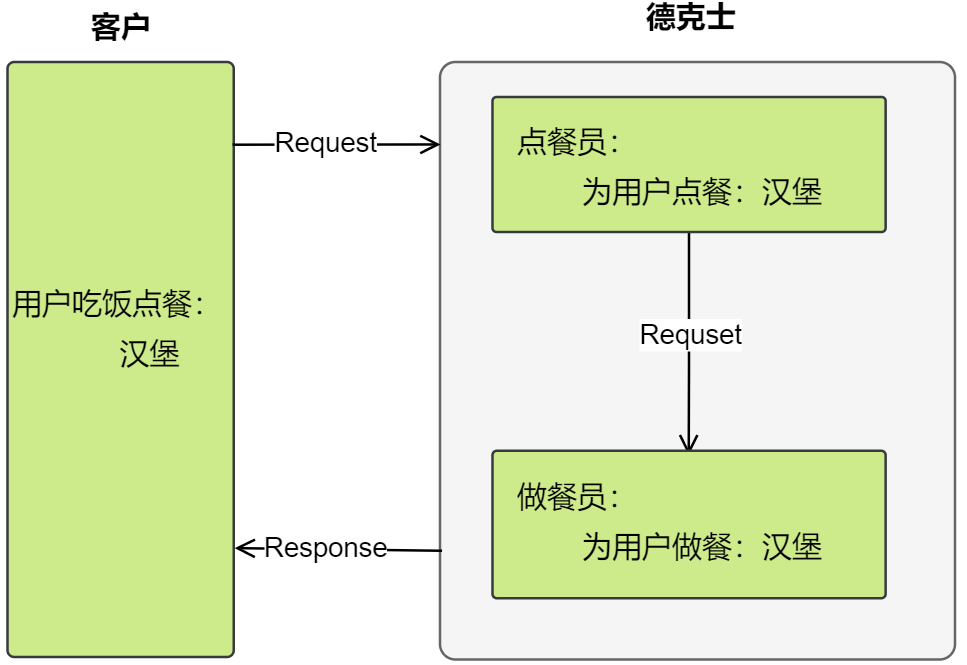 客户
德克士
Request
点餐员：
为用户点餐：汉堡
用户吃饭点餐：
汉堡
Requset
做餐员：
为用户做餐：汉堡
Response